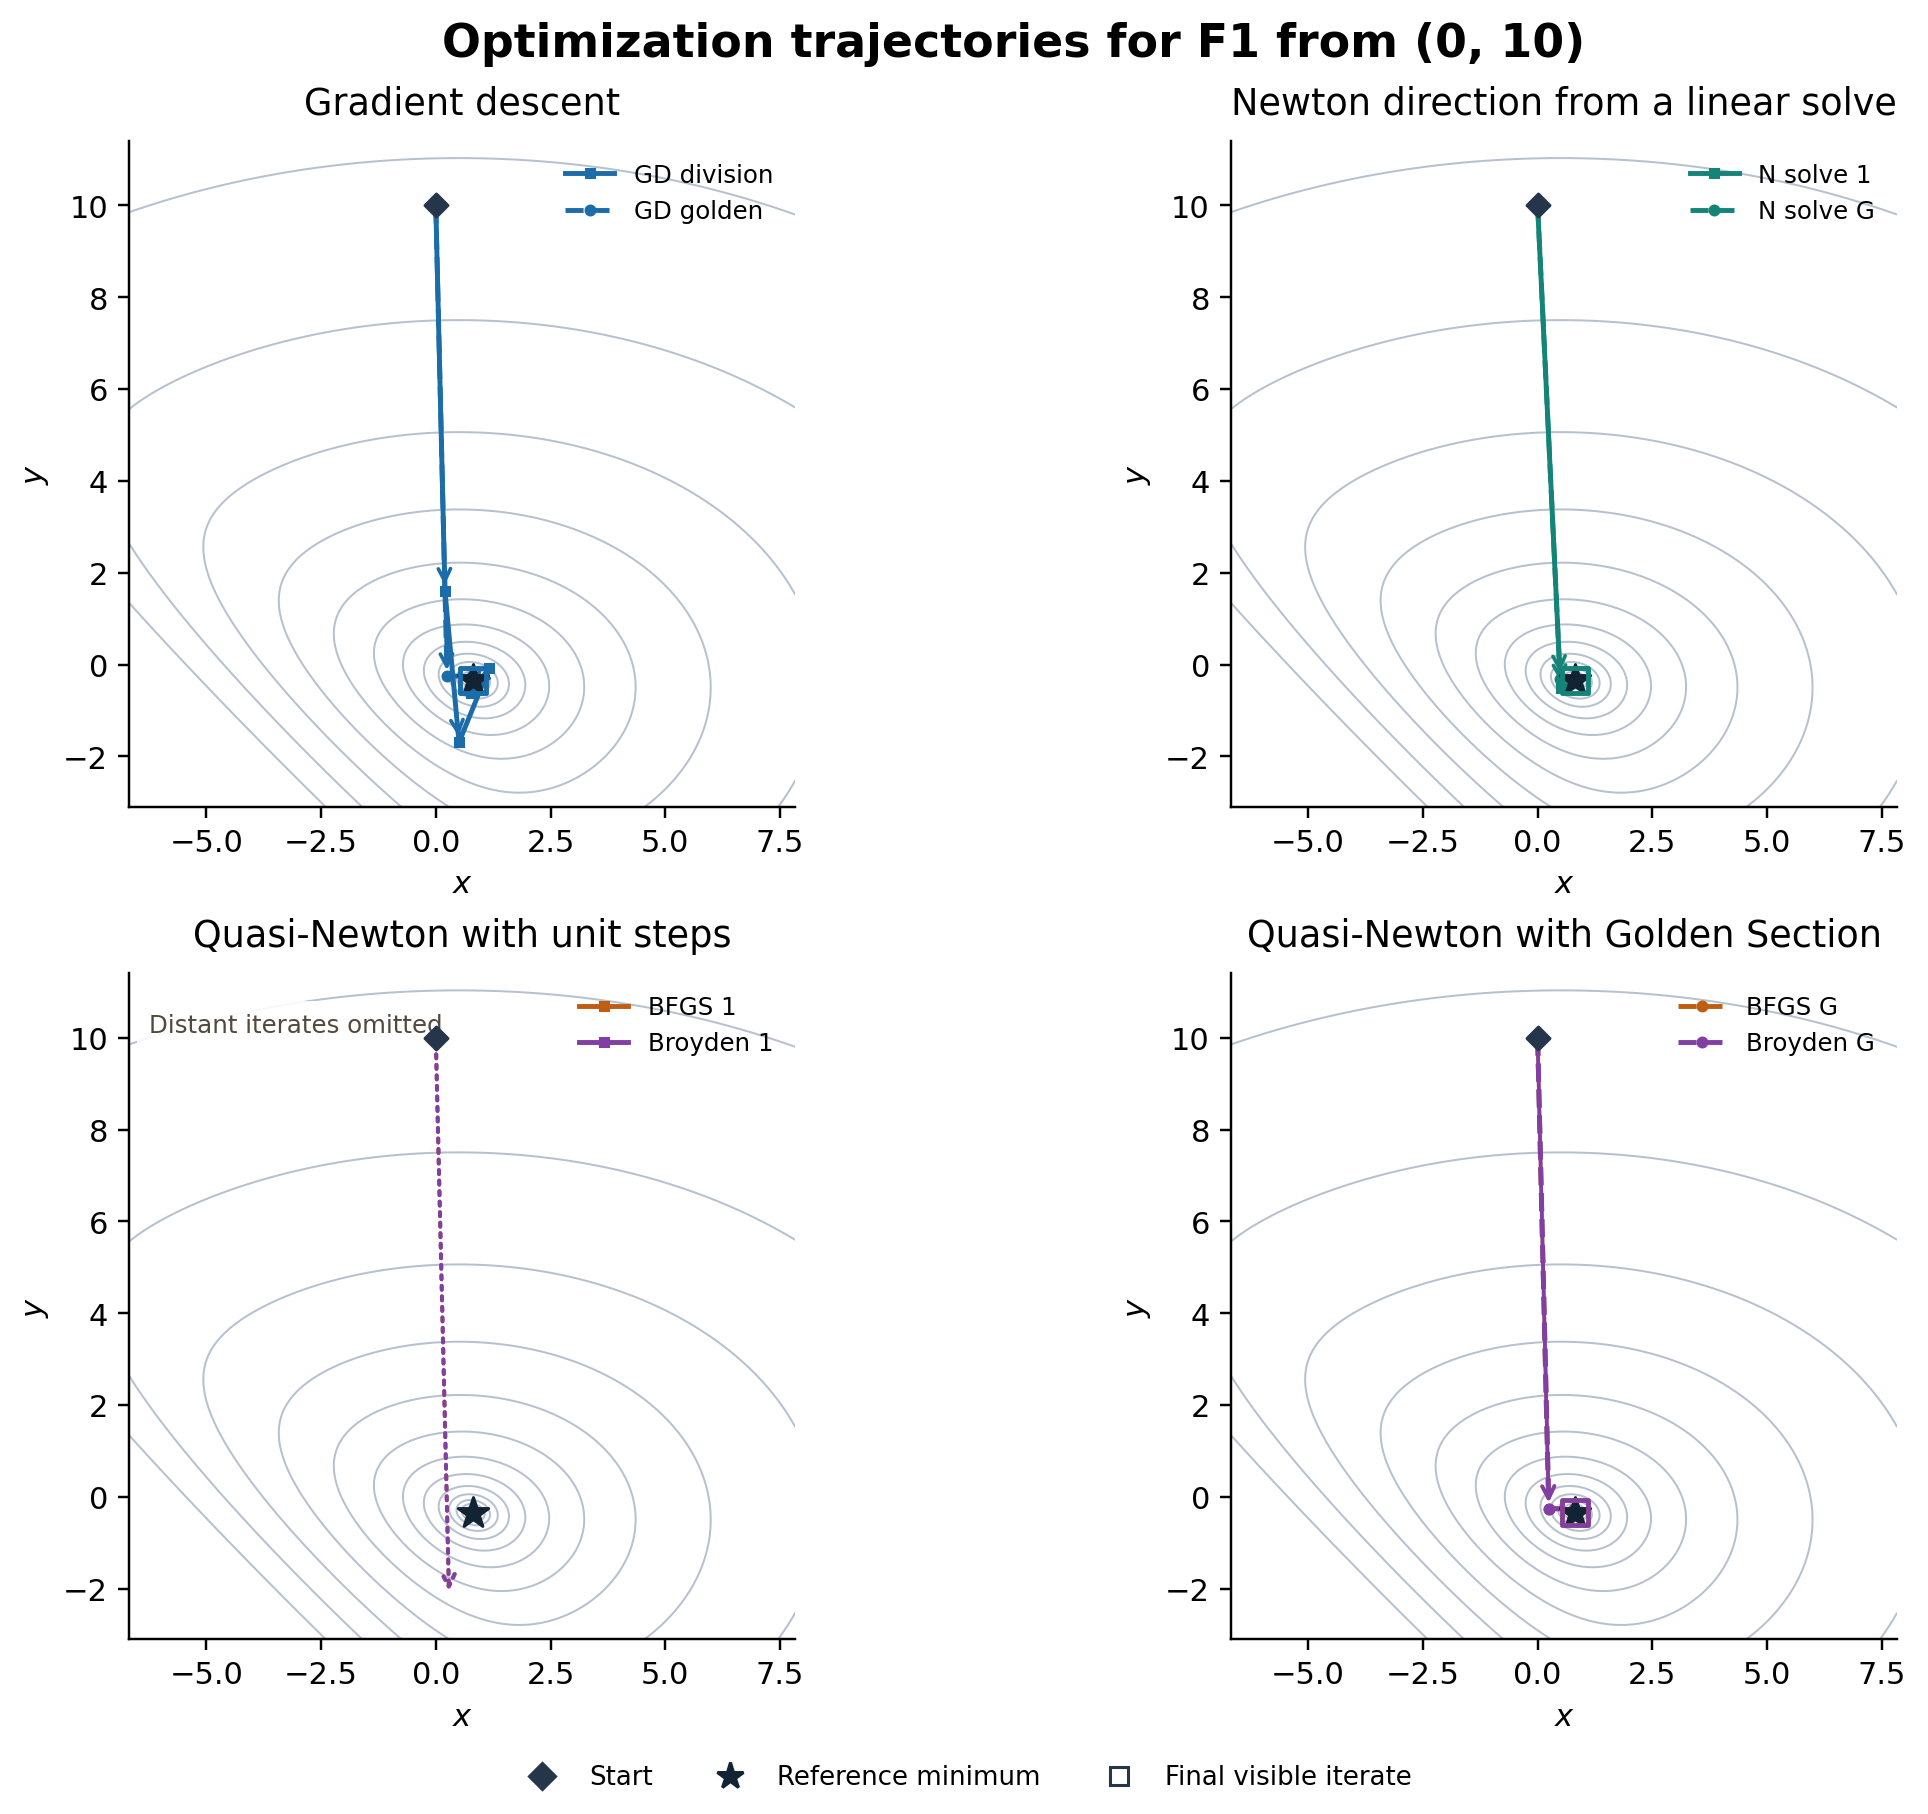 Optimization trajectories for F1 from (0, 10)
Gradient descent
GD division
GD golden
10
8
6
4
2
0
−2
y
−5.0 −2.5 0.0 2.5 5.0 7.5
x
Newton direction from a linear solve
N solve 1
N solve G
10
8
6
4
2
0
−2
y
−5.0 −2.5 0.0 2.5 5.0 7.5
x
Quasi-Newton with unit steps
Distant iterates omitted
BFGS 1
Broyden 1
10
8
6
4
2
0
−2
y
−5.0 −2.5 0.0 2.5 5.0 7.5
x
Quasi-Newton with Golden Section
BFGS G
Broyden G
10
8
6
4
2
0
−2
y
−5.0 −2.5 0.0 2.5 5.0 7.5
x
Start Reference minimum Final visible iterate